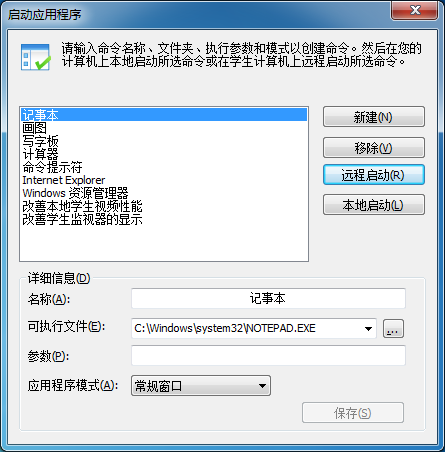 启动应用程序
请输入命令名称、文件夹、执行参数和模式以创建命令。然后在您的
计算机上本地启动所选命令或在学生计算机上远程启动所选命令。
记事本
画图
写字板
计算器
命令提示符
Internet Explorer
Windows 资源管理器
改善本地学生视频性能
改善学生监视器的显示
新建(N)
移除(V)
远程启动(R)
本地启动(L)
详细信息(D)
名称(A): 记事本
可执行文件(E): C:\Windows\system32\NOTEPAD.EXE ...
参数(P):
应用程序模式(A): 常规窗口
保存(S)